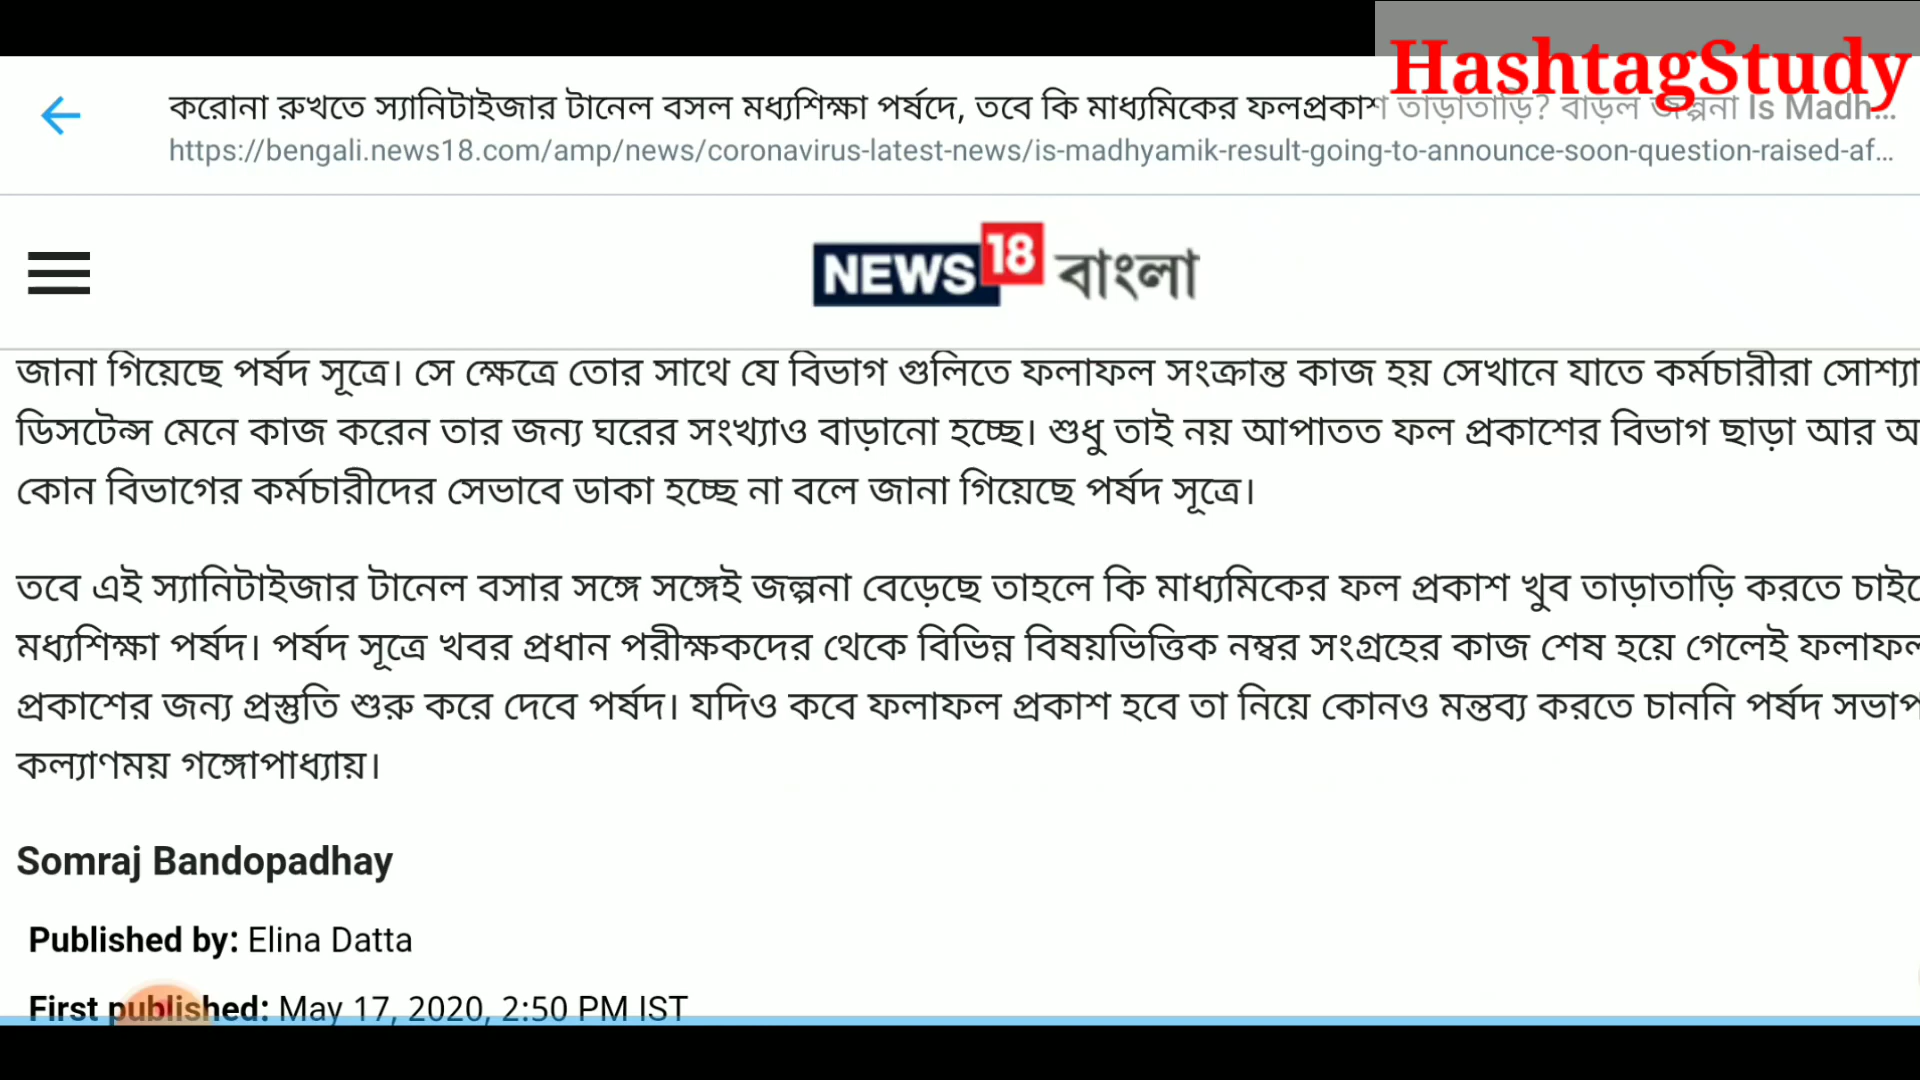 HashtagStudy
করোনা রুখতে স্যানিটাইজার টানেল বসল মধ্যশিক্ষা পর্ষদে, তবে কি মাধ্যমিকের ফলপ্রকাশ তাড়াতাড়ি? বাড়ল জল্পনা Is Madh...
https://bengali.news18.com/amp/news/coronavirus-latest-news/is-madhyamik-result-going-to-announce-soon-question-raised-af...
NEWS 18 বাংলা
জানা গিয়েছে পর্ষদ সূত্রে। সে ক্ষেত্রে তোর সাথে যে বিভাগ গুলিতে ফলাফল সংক্রান্ত কাজ হয় সেখানে যাতে কর্মচারীরা সোশ্যা
ডিসটেন্স মেনে কাজ করেন তার জন্য ঘরের সংখ্যাও বাড়ানো হচ্ছে। শুধু তাই নয় আপাতত ফল প্রকাশের বিভাগ ছাড়া আর অ
কোন বিভাগের কর্মচারীদের সেভাবে ডাকা হচ্ছে না বলে জানা গিয়েছে পর্ষদ সূত্রে।
তবে এই স্যানিটাইজার টানেল বসার সঙ্গে সঙ্গেই জল্পনা বেড়েছে তাহলে কি মাধ্যমিকের ফল প্রকাশ খুব তাড়াতাড়ি করতে চাইছে
মধ্যশিক্ষা পর্ষদ। পর্ষদ সূত্রে খবর প্রধান পরীক্ষকদের থেকে বিভিন্ন বিষয়ভিত্তিক নম্বর সংগ্রহের কাজ শেষ হয়ে গেলেই ফলাফল
প্রকাশের জন্য প্রস্তুতি শুরু করে দেবে পর্ষদ। যদিও কবে ফলাফল প্রকাশ হবে তা নিয়ে কোনও মন্তব্য করতে চাননি পর্ষদ সভাপ
কল্যাণময় গঙ্গোপাধ্যায়।
Somraj Bandopadhay
Published by: Elina Datta
First published: May 17, 2020, 2:50 PM IST